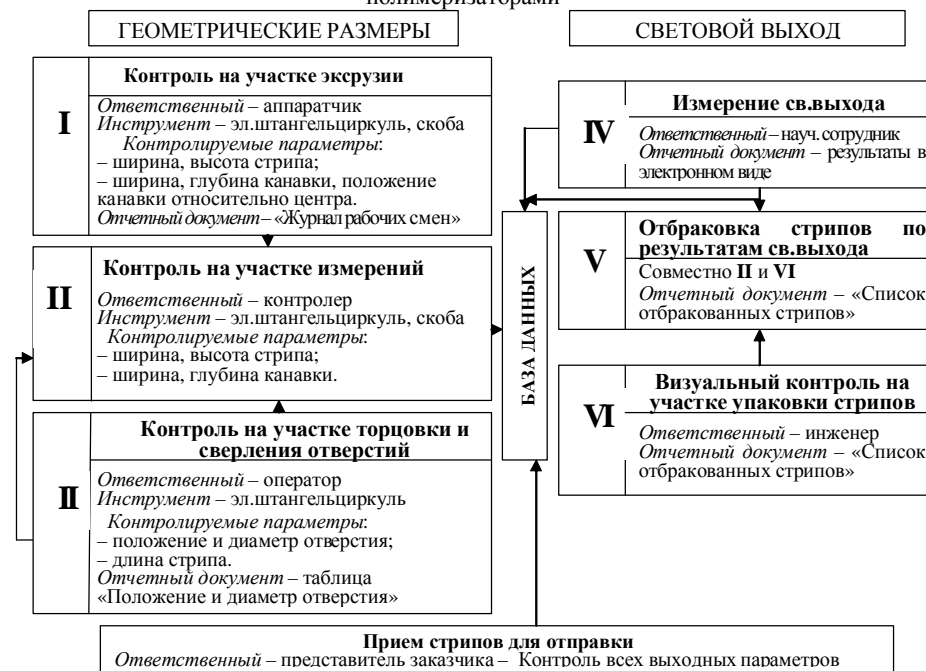 полимеризаторами
ГЕОМЕТРИЧЕСКИЕ РАЗМЕРЫ
I
Контроль на участке эксрузии
Ответственный – аппаратчик
Инструмент – эл.штангельциркуль, скоба
Контролируемые параметры:
– ширина, высота стрипа;
– ширина, глубина канавки, положение
канавки относительно центра.
Отчетный документ – «Журнал рабочих смен»
II
Контроль на участке измерений
Ответственный – контролер
Инструмент – эл.штангельциркуль, скоба
Контролируемые параметры:
– ширина, высота стрипа;
– ширина, глубина канавки.
II
Контроль на участке торцовки и
сверления отверстий
Ответственный – оператор
Инструмент – эл.штангельциркуль
Контролируемые параметры:
– положение и диаметр отверстия;
– длина стрипа.
Отчетный документ – таблица
«Положение и диаметр отверстия»
БАЗА ДАННЫХ
СВЕТОВОЙ ВЫХОД
IV
Измерение св.выхода
Ответственный – науч. сотрудник
Отчетный документ – результаты в
электронном виде
V
Отбраковка стрипов по
результатам св.выхода
Совместно II и VI
Отчетный документ – «Список
отбракованных стрипов»
VI
Визуальный контроль на
участке упаковки стрипов
Ответственный – инженер
Отчетный документ – «Список
отбракованных стрипов»
Прием стрипов для отправки
Ответственный – представитель заказчика – Контроль всех выходных параметров